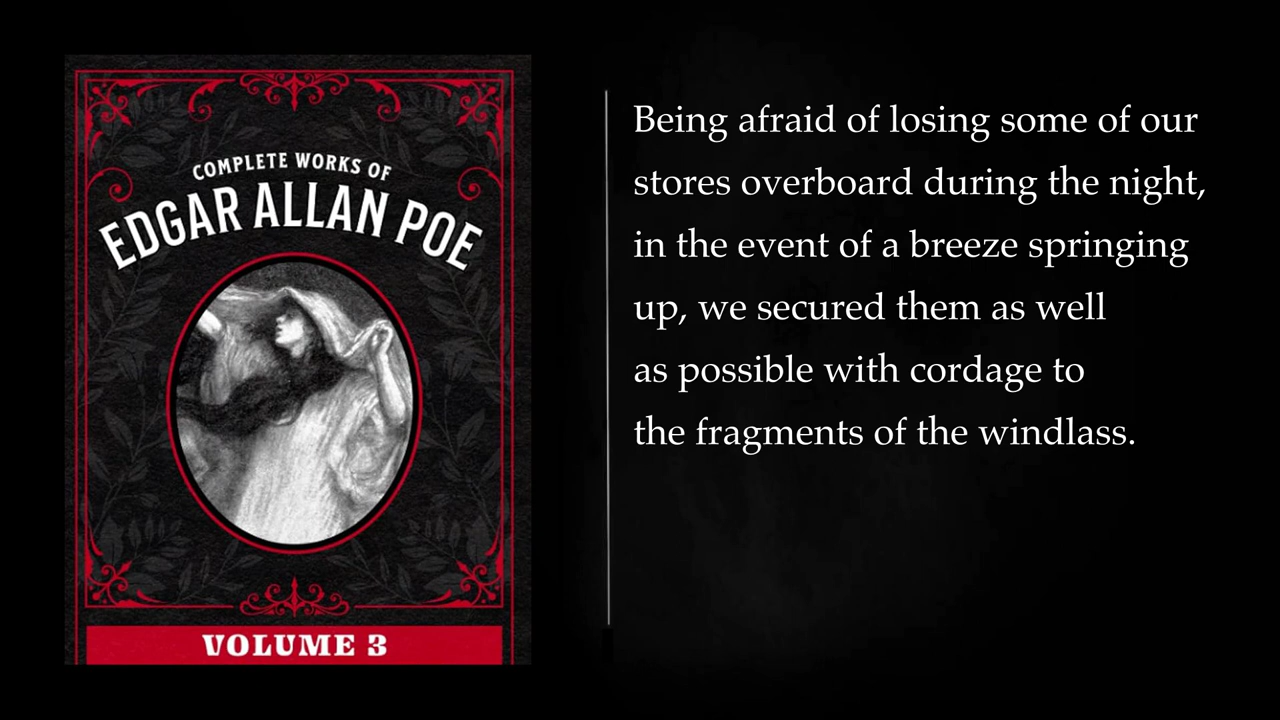 COMPLETE WORKS OF
EDGAR ALLAN POE
VOLUME 3
Being afraid of losing some of our
stores overboard during the night,
in the event of a breeze springing
up, we secured them as well
as possible with cordage to
the fragments of the windlass.